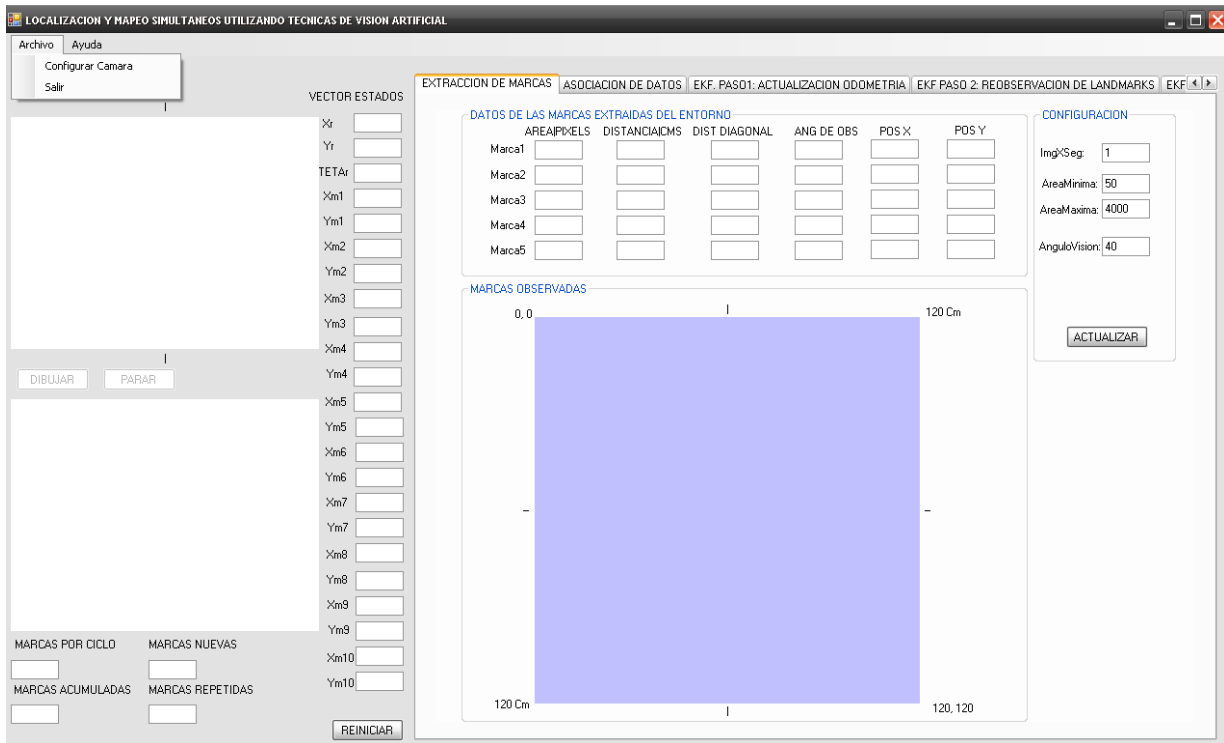 LOCALIZACION Y MAPEO SIMULTANEOS UTILIZANDO TECNICAS DE VISION ARTIFICIAL
Archivo Ayuda
Configurar Camara
Salir
VECTOR ESTADOS
Xr
Yr
TETAr
Xm1
Ym1
Xm2
Ym2
Xm3
Ym3
Xm4
Ym4
Xm5
Ym5
Xm6
Ym6
Xm7
Ym7
Xm8
Ym8
Xm9
Ym9
Xm10
Ym10
REINICIAR
DIBUJAR PARAR
MARCAS POR CICLO MARCAS NUEVAS
MARCAS ACUMULADAS MARCAS REPETIDAS
EXTRACCION DE MARCAS ASOCIACION DE DATOS EKF. PASO1: ACTUALIZACION ODOMETRIA EKF PASO 2: REOBSERVACION DE LANDMARKS EKF
DATOS DE LAS MARCAS EXTRAIDAS DEL ENTORNO
AREA|PIXELS DISTANCIA|CMS DIST DIAGONAL ANG DE OBS POS X POS Y
Marca1
Marca2
Marca3
Marca4
Marca5
CONFIGURACION
ImgXSeg: 1
AreaMinima: 50
AreaMaxima: 4000
AnguloVision: 40
ACTUALIZAR
MARCAS OBSERVADAS
0, 0 120 Cm
120 Cm 120, 120